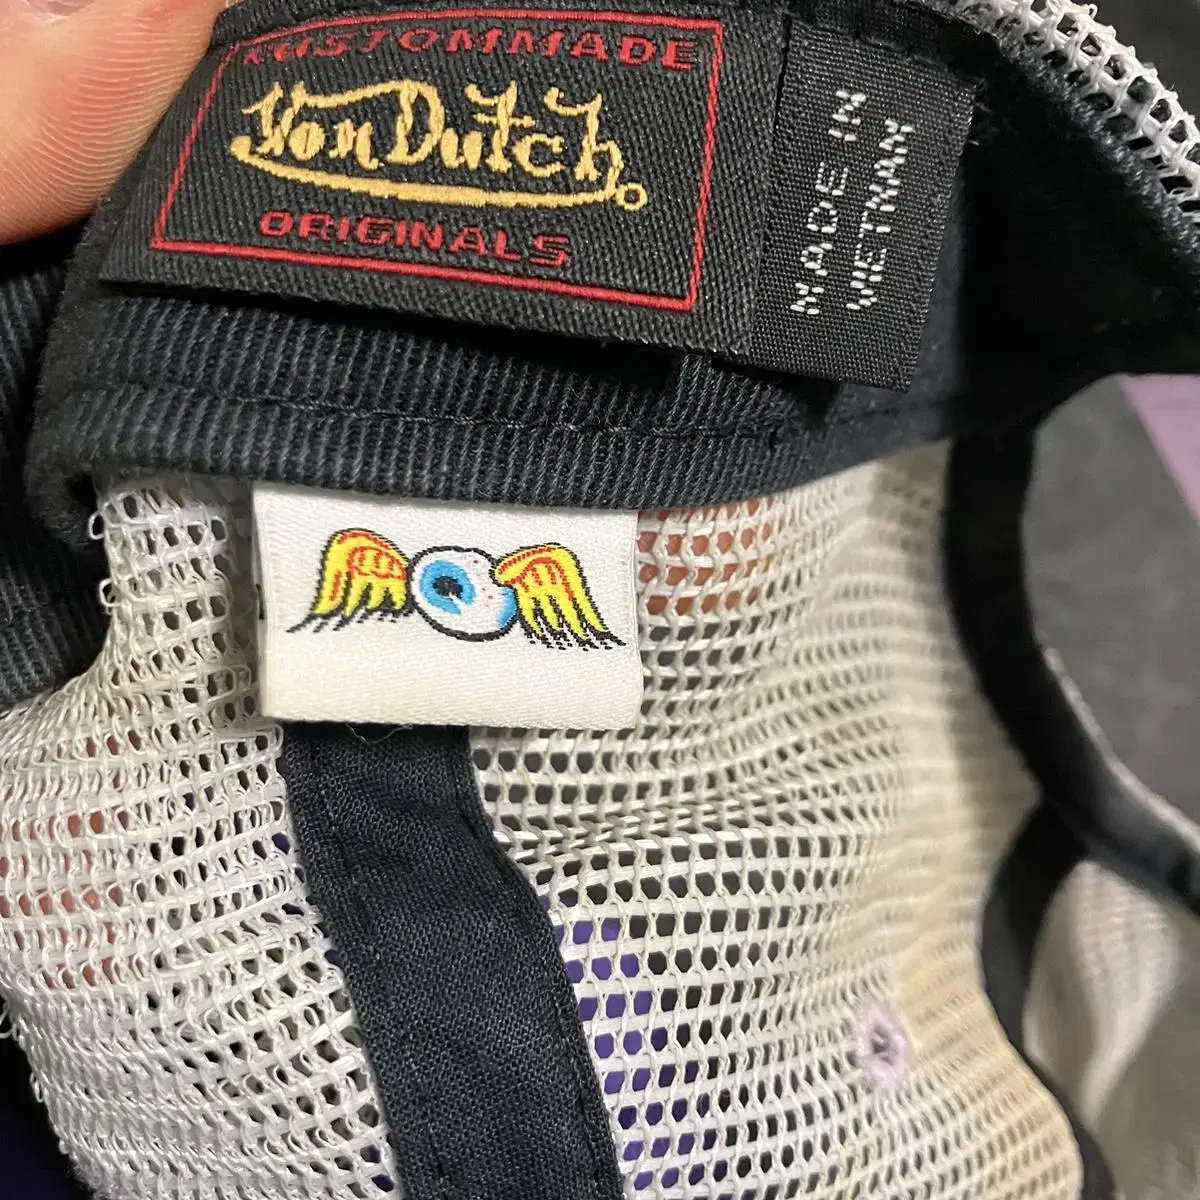 KUSTOMMADE
Von Dutch
ORIGINALS
MADE IN
VIETNAM